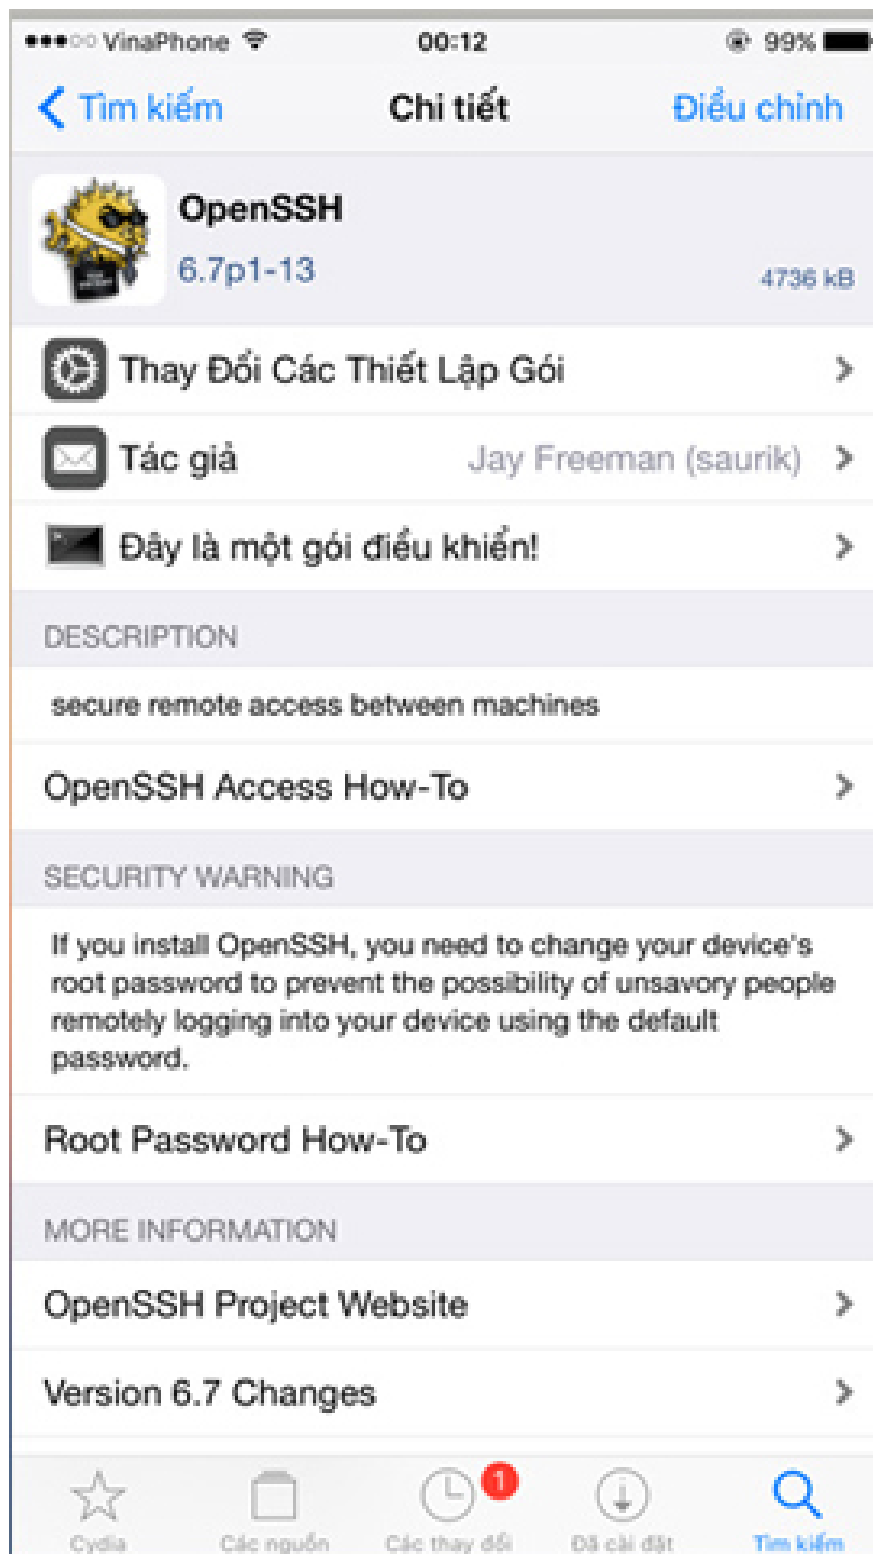 VinaPhone 00:12 99%
Tìm kiếm Chi tiết Điều chỉnh
OpenSSH
6.7p1-13 4736 kB
Thay Đổi Các Thiết Lập Gói
Tác giả Jay Freeman (saurik)
Đây là một gói điều khiển!
DESCRIPTION
secure remote access between machines
OpenSSH Access How-To
SECURITY WARNING
If you install OpenSSH, you need to change your device's
root password to prevent the possibility of unsavory people
remotely logging into your device using the default
password.
Root Password How-To
MORE INFORMATION
OpenSSH Project Website
Version 6.7 Changes
1
Cydia Các nguồn Các thay đổi Đã cài đặt Tìm kiếm